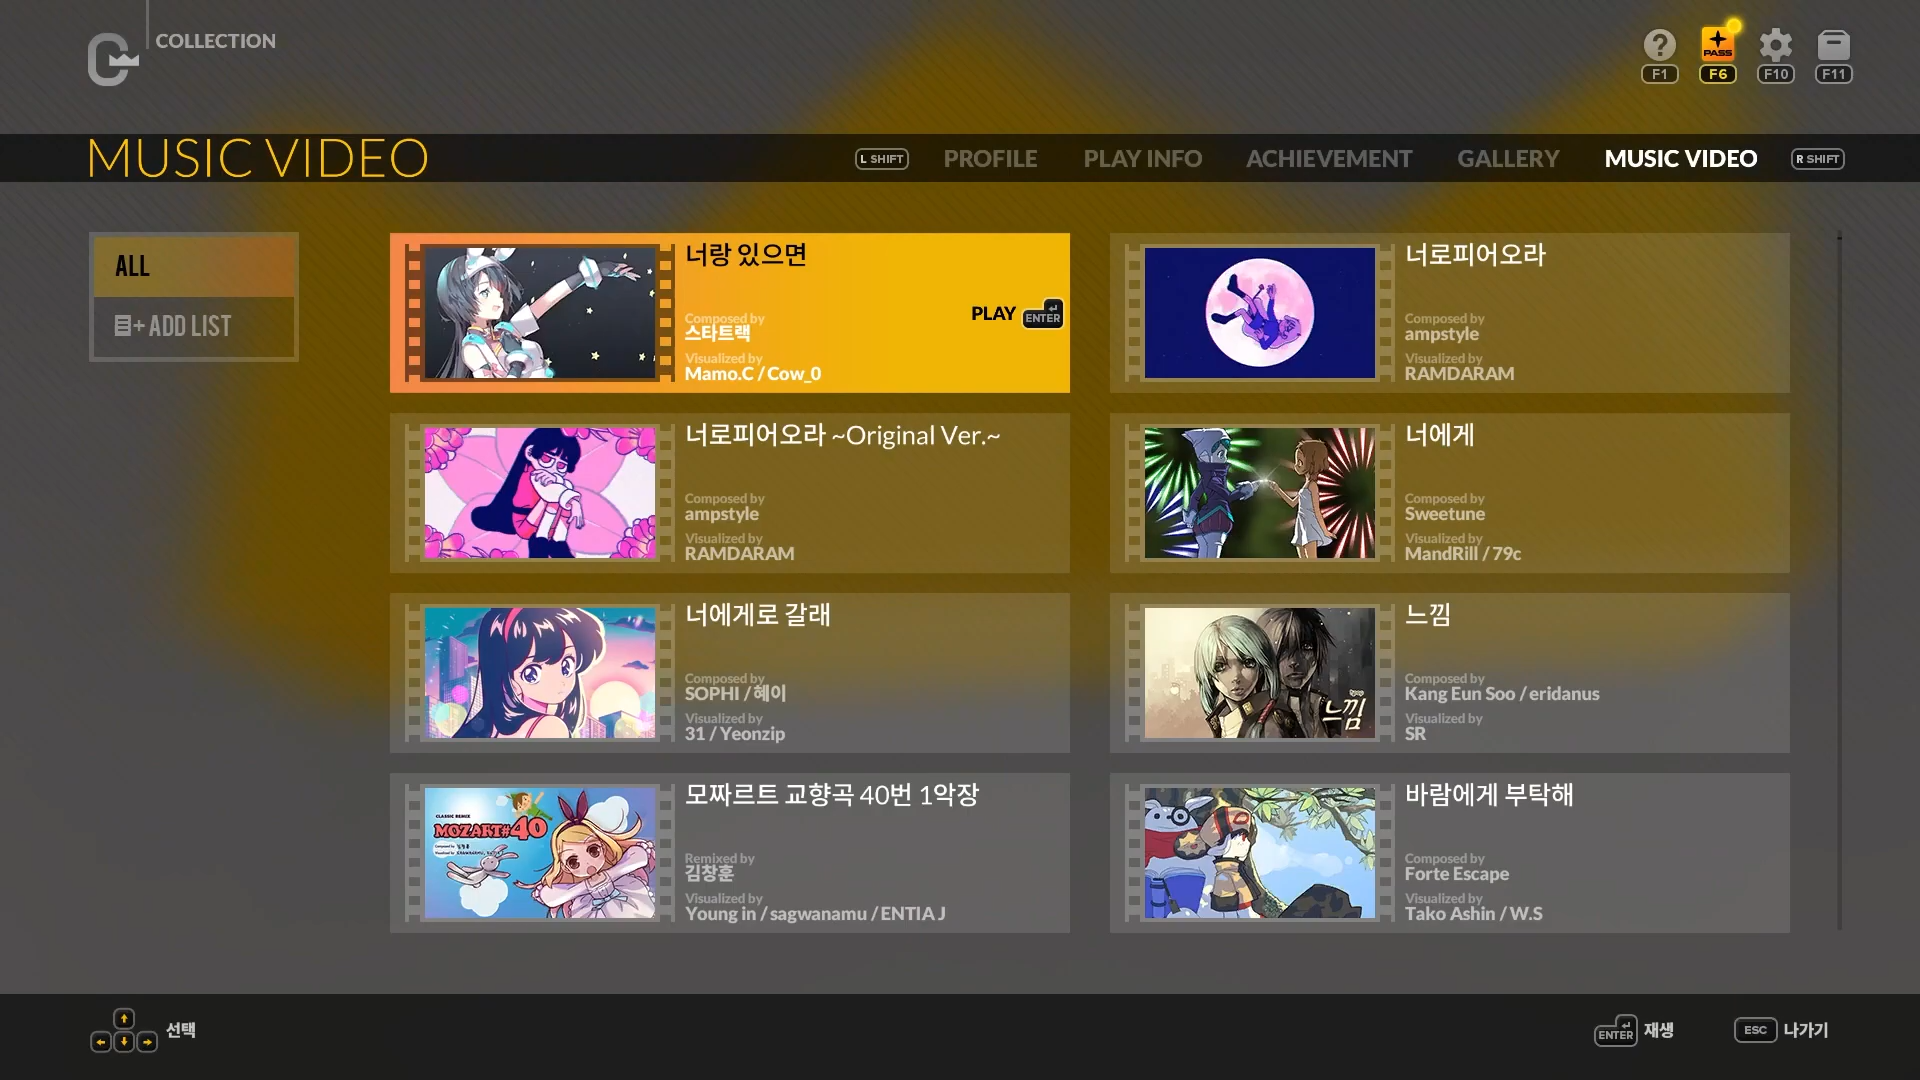 COLLECTION
PASS
F1
F6
F10
F11
MUSIC VIDEO
L SHIFT
PROFILE
PLAY INFO
ACHIEVEMENT
GALLERY
MUSIC VIDEO
R SHIFT
ALL
+ ADD LIST
너랑 있으면
Composed by
스타트랙
Visualized by
Mamo.C / Cow_0
PLAY
ENTER
너로피어오라
Composed by
ampstyle
Visualized by
RAMDARAM
너로피어오라 ~Original Ver.~
Composed by
ampstyle
Visualized by
RAMDARAM
너에게
Composed by
Sweetune
Visualized by
MandRill / 79c
너에게로 갈래
Composed by
SOPHI / 혜이
Visualized by
31 / Yeonzip
느낌
느낌
Composed by
Kang Eun Soo / eridanus
Visualized by
SR
CLASSIC REMIX
MOZART#40
모짜르트 교향곡 40번 1악장
Remixed by
김창훈
Visualized by
Young in / sagwanamu / ENTIA J
바람에게 부탁해
Composed by
Forte Escape
Visualized by
Tako Ashin / W.S
선택
ENTER
재생
ESC
나가기